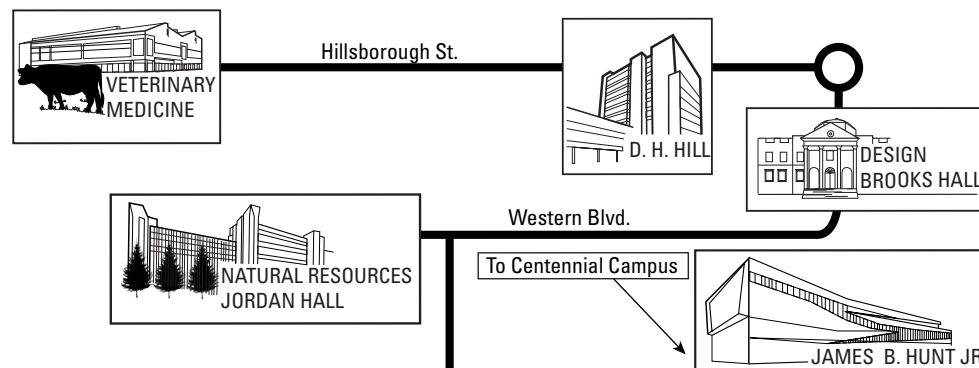 Hillsborough St.
VETERINARY
MEDICINE
D. H. HILL
DESIGN
BROOKS HALL
Western Blvd.
To Centennial Campus
NATURAL RESOURCES
JORDAN HALL
JAMES B. HUNT JR